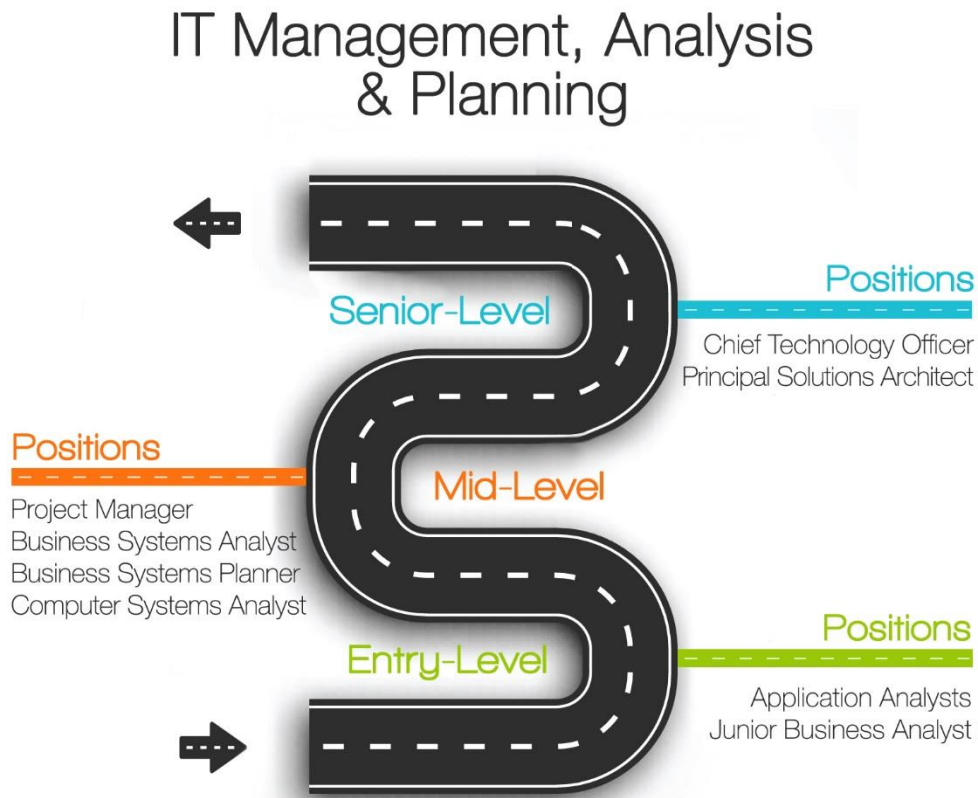 IT Management, Analysis
& Planning
Senior-Level
Positions
Chief Technology Officer
Principal Solutions Architect
Positions
Project Manager
Business Systems Analyst
Business Systems Planner
Computer Systems Analyst
Mid-Level
Entry-Level
Positions
Application Analysts
Junior Business Analyst